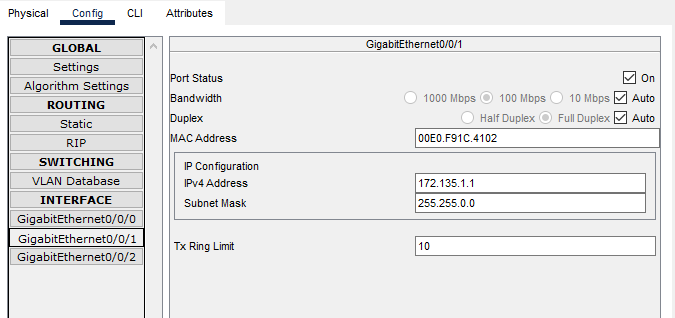 Physical Config CLI Attributes
GLOBAL
Settings
Algorithm Settings
ROUTING
Static
RIP
SWITCHING
VLAN Database
INTERFACE
GigabitEthernet0/0/0
GigabitEthernet0/0/1
GigabitEthernet0/0/2
GigabitEthernet0/0/1
Port Status On
Bandwidth 1000 Mbps 100 Mbps 10 Mbps Auto
Duplex Half Duplex Full Duplex Auto
MAC Address 00E0.F91C.4102
IP Configuration
IPv4 Address 172.135.1.1
Subnet Mask 255.255.0.0
Tx Ring Limit 10